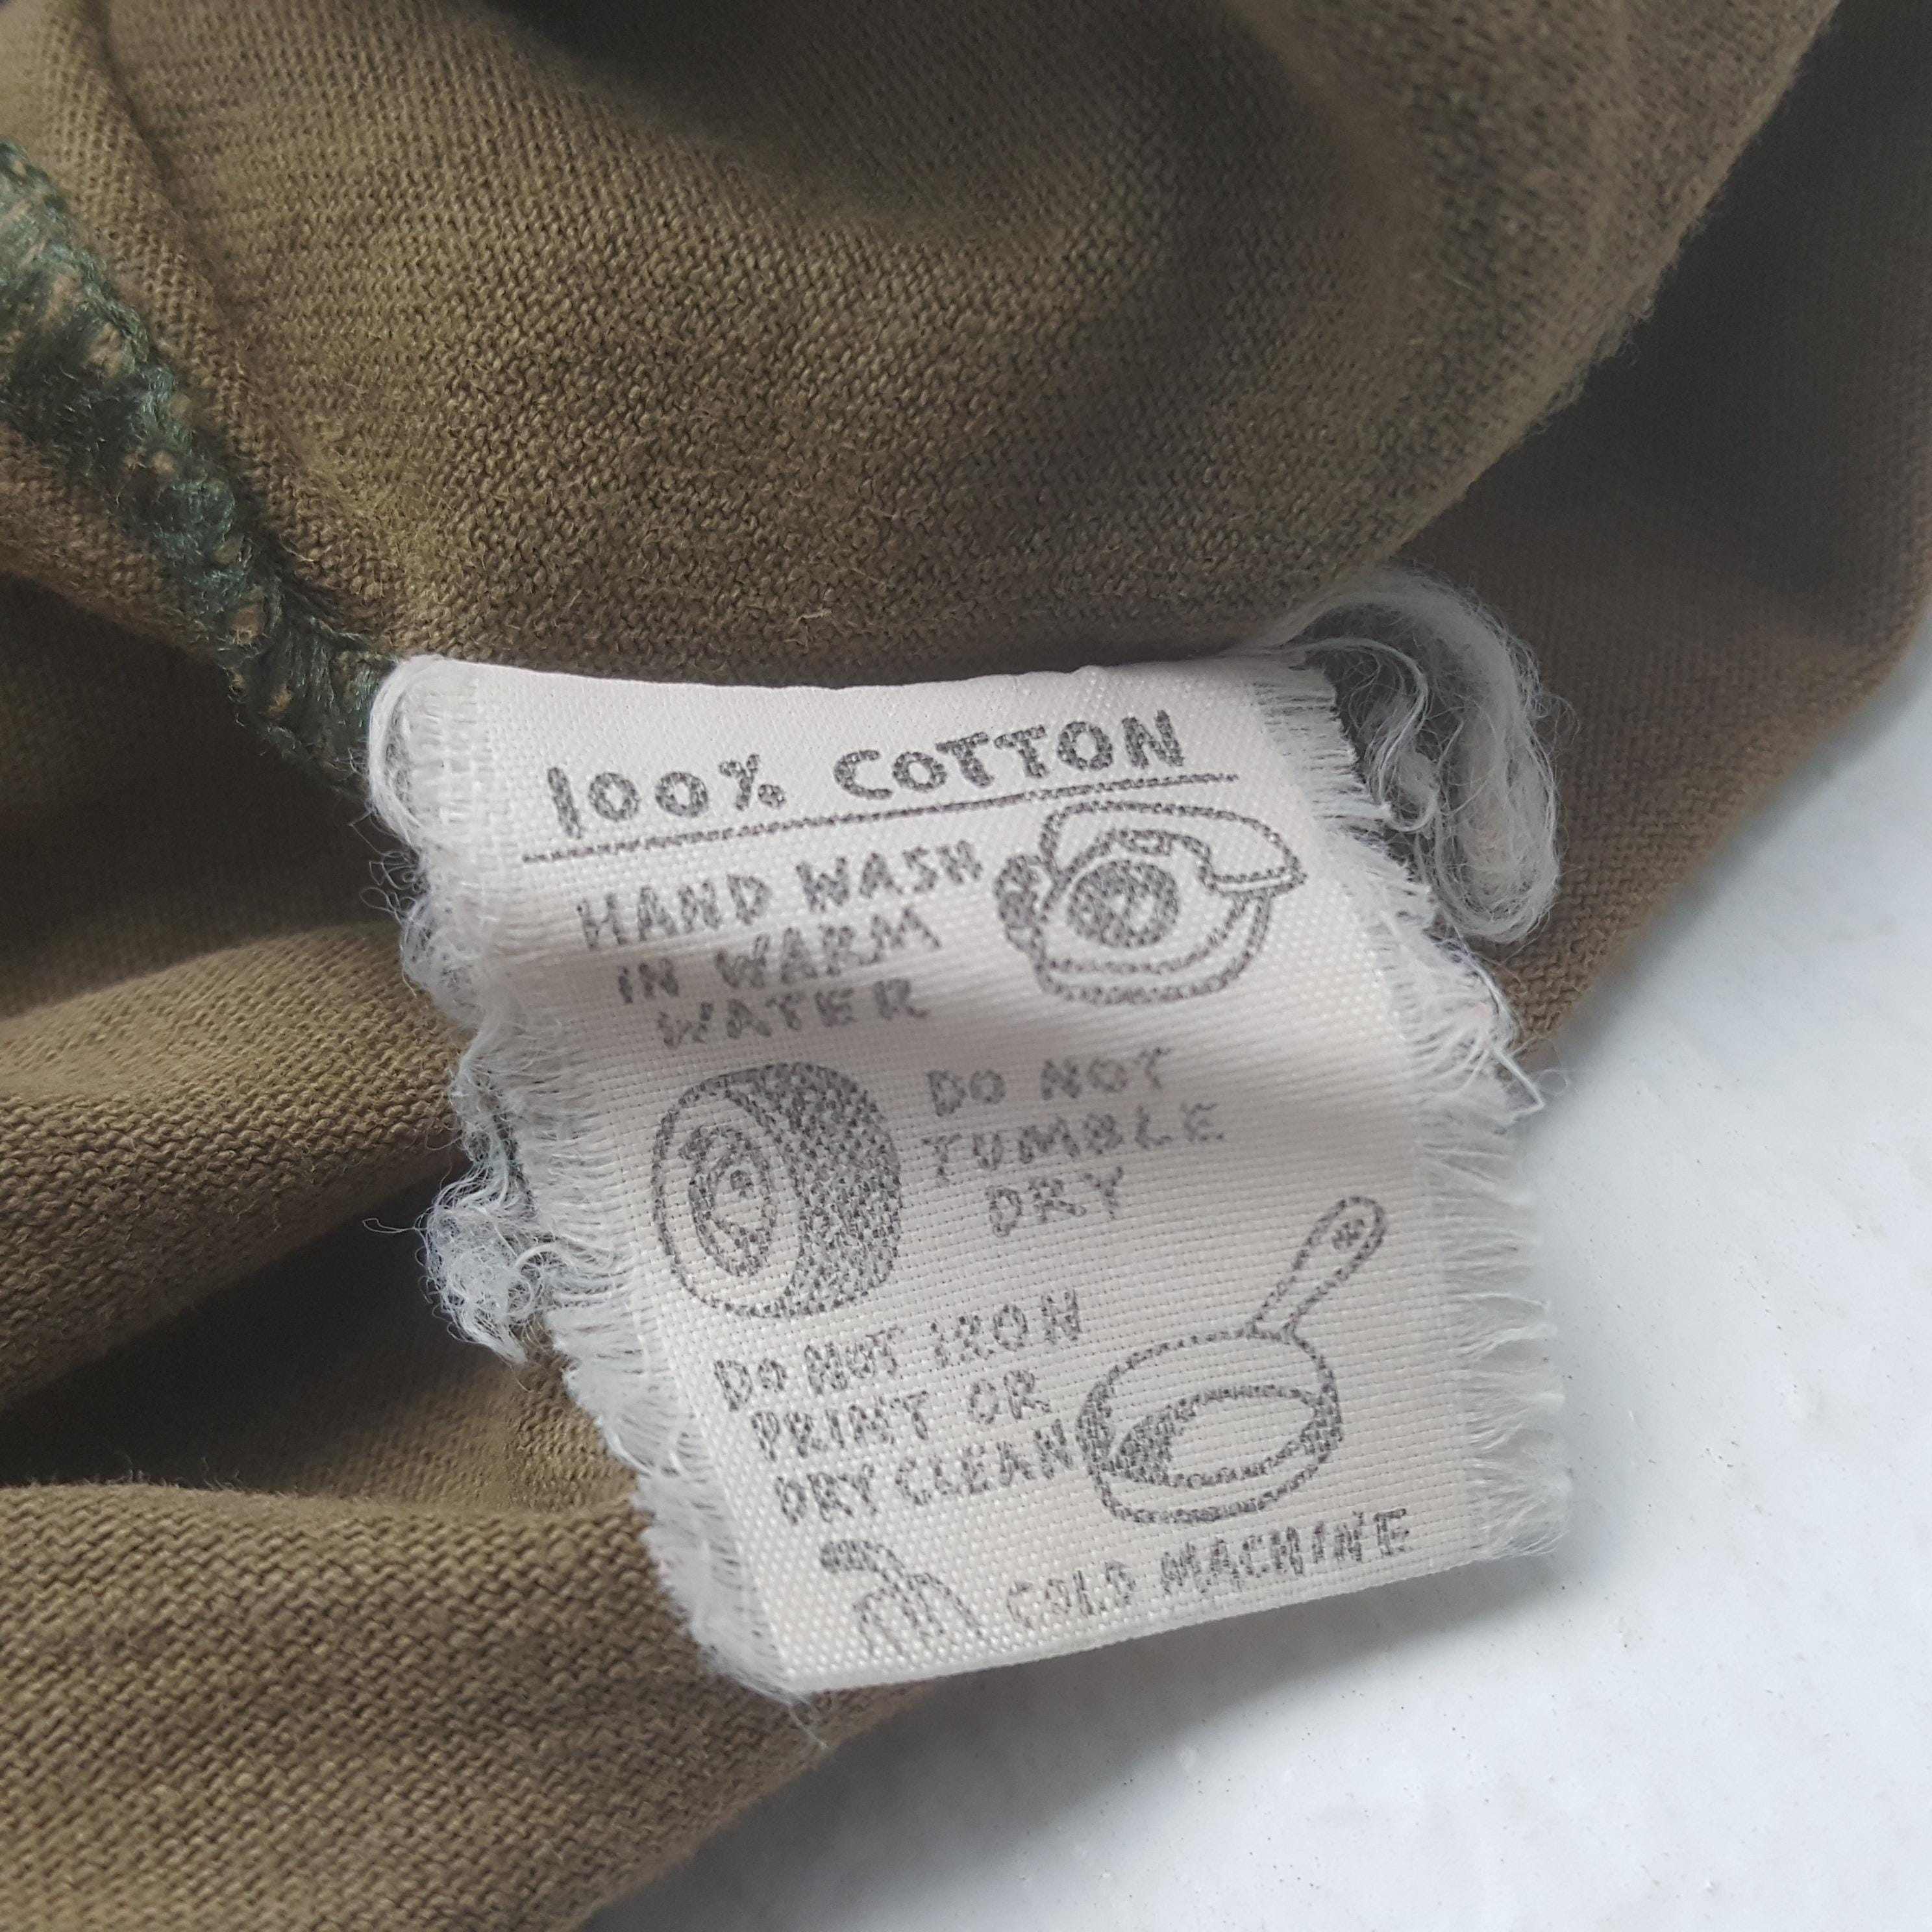 100% COTTON
HAND WASH
IN WARM
WATER
DO NOT
TUMBLE
DRY
DO NOT IRON
PRINT OR
DRY CLEAN
COLD MACHINE